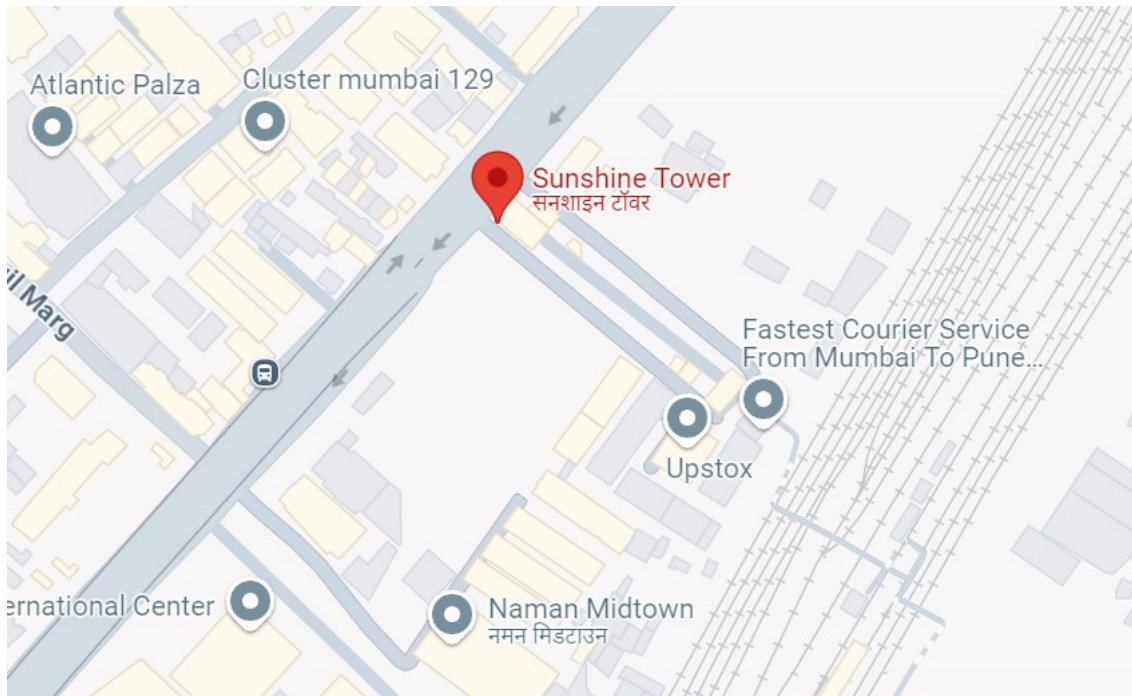 Atlantic Palza
Cluster mumbai 129
Sunshine Tower
सनशाइन टॉवर
il Marg
Fastest Courier Service
From Mumbai To Pune...
Upstox
ernational Center
Naman Midtown
नमन मिडटाउन